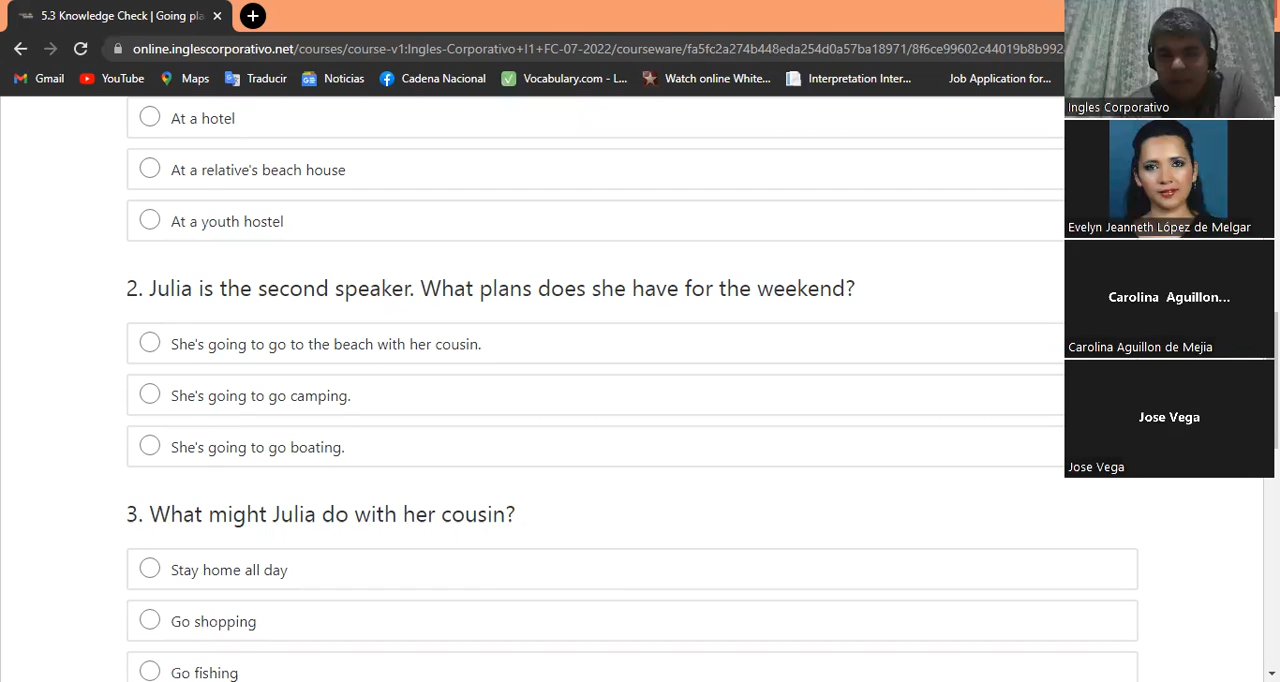 5.3 Knowledge Check | Going pla
online.inglescorporativo.net/courses/course-v1:Ingles-Corporativo+I1+FC-07-2022/courseware/fa5fc2a274b448eda254d0a57ba18971/8f6ce99602c44019b8b992
Gmail YouTube Maps Traducir Noticias Cadena Nacional Vocabulary.com - L... Watch online White... Interpretation Inter... Job Application for...
Ingles Corporativo
At a hotel
At a relative's beach house
At a youth hostel
Evelyn Jeanneth López de Melgar
2. Julia is the second speaker. What plans does she have for the weekend?
Carolina Aguillon...
She's going to go to the beach with her cousin.
Carolina Aguillon de Mejia
She's going to go camping.
Jose Vega
She's going to go boating.
Jose Vega
3. What might Julia do with her cousin?
Stay home all day
Go shopping
Go fishing